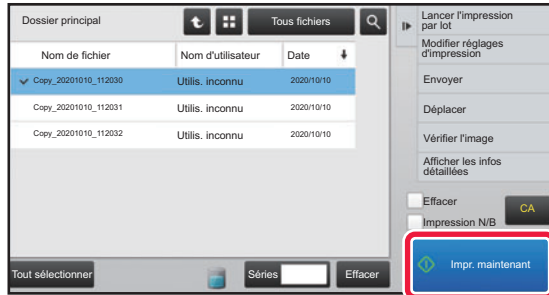 Dossier principal
Tous fichiers
Nom de fichier
Nom d'utilisateur
Date
Copy_20201010_112030
Utilis. inconnu
2020/10/10
Copy_20201010_112031
Utilis. inconnu
2020/10/10
Copy_20201010_112032
Utilis. inconnu
2020/10/10
Tout sélectionner
Séries
Effacer
Lancer l'impression
par lot
Modifier réglages
d'impression
Envoyer
Déplacer
Vérifier l'image
Afficher les infos
détaillées
Effacer
Impression N/B
CA
Impr. maintenant